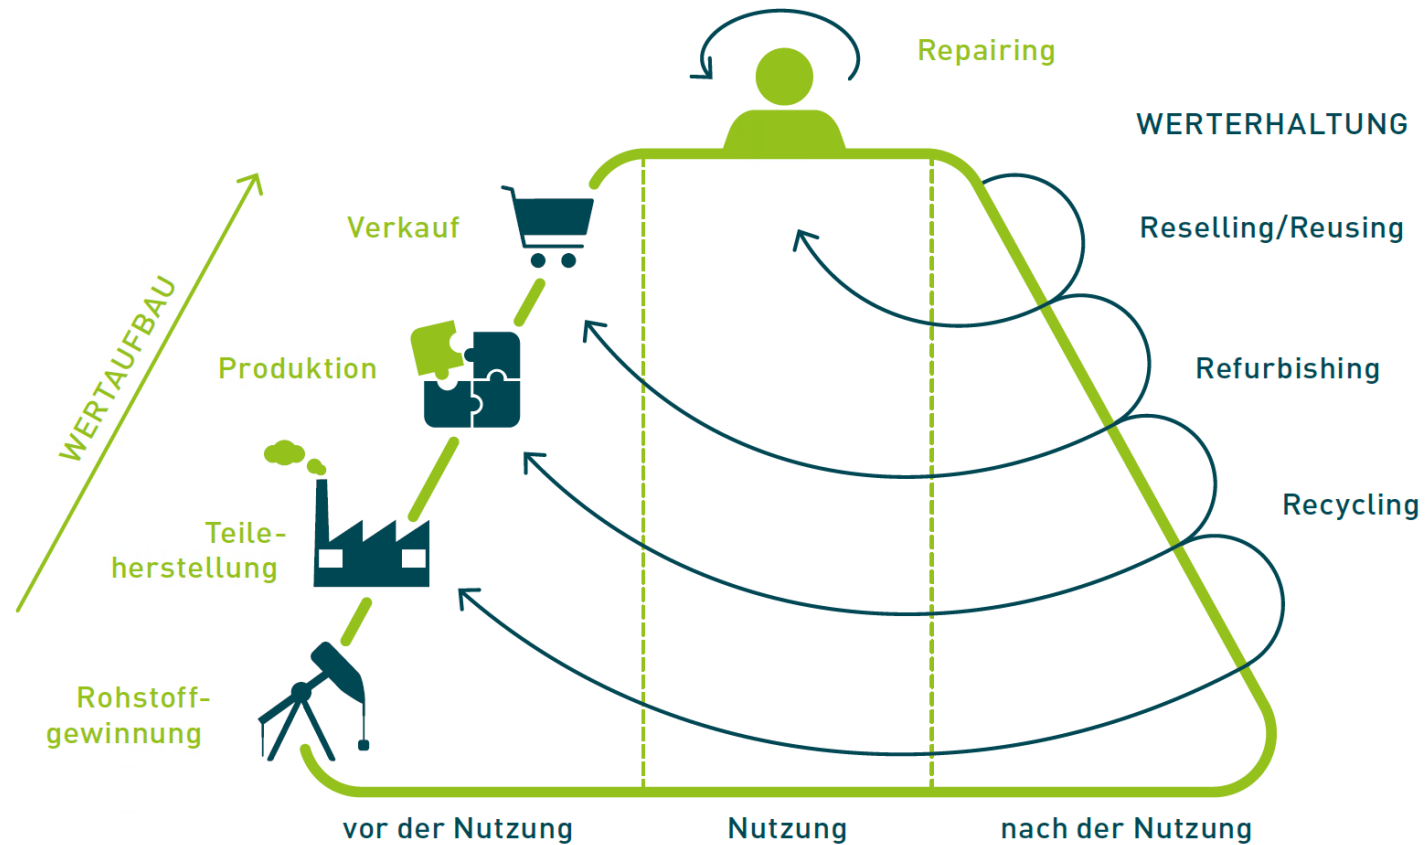 Repairing
WERTERHALTUNG
Verkauf
Reselling/Reusing
WERTAUFBAU
Produktion
Refurbishing
Teile-
herstellung
Recycling
Rohstoff-
gewinnung
vor der Nutzung
Nutzung
nach der Nutzung